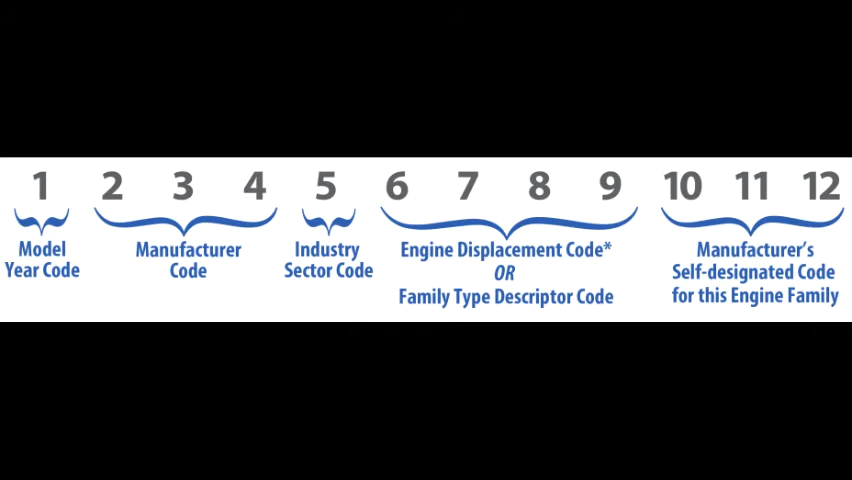 1 2 3 4 5 6 7 8 9 10 11 12
Model
Year Code
Manufacturer
Code
Industry
Sector Code
Engine Displacement Code*
OR
Family Type Descriptor Code
Manufacturer's
Self-designated Code
for this Engine Family